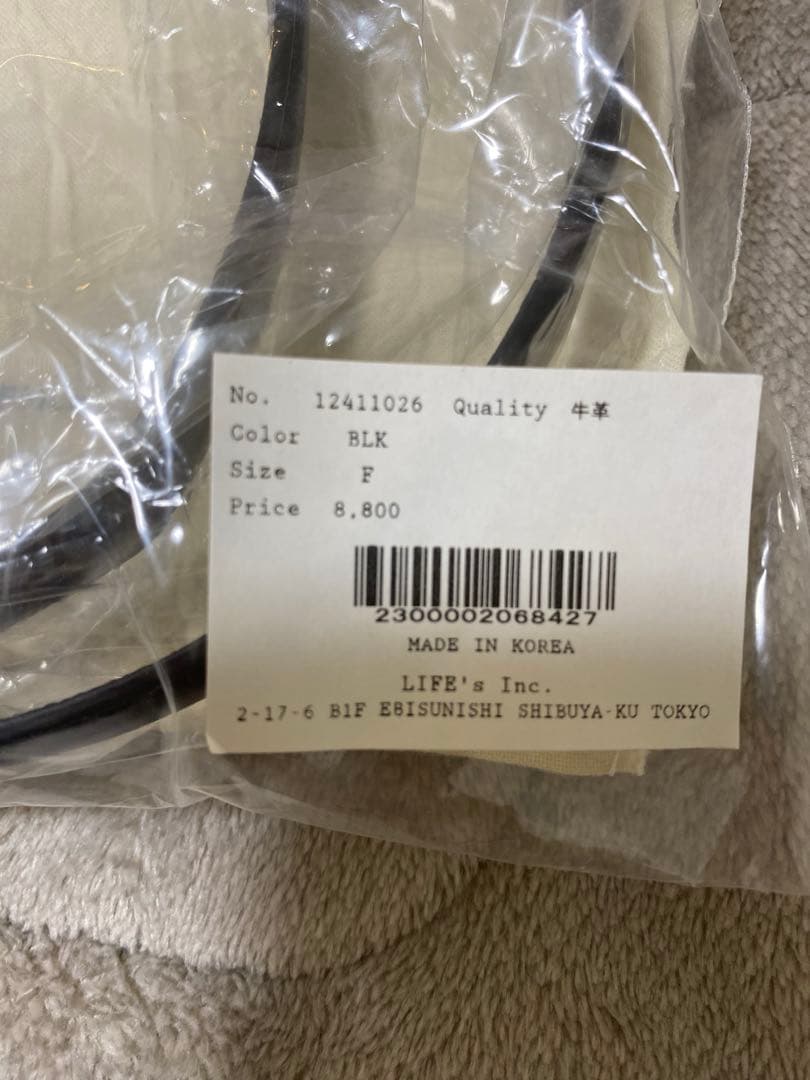 No. 12411026 Quality 牛革
Color BLK
Size F
Price 8,800
2300002068427
MADE IN KOREA
LIFE's Inc.
2-17-6 B1F EBISUNISHI SHIBUYA-KU TOKYO